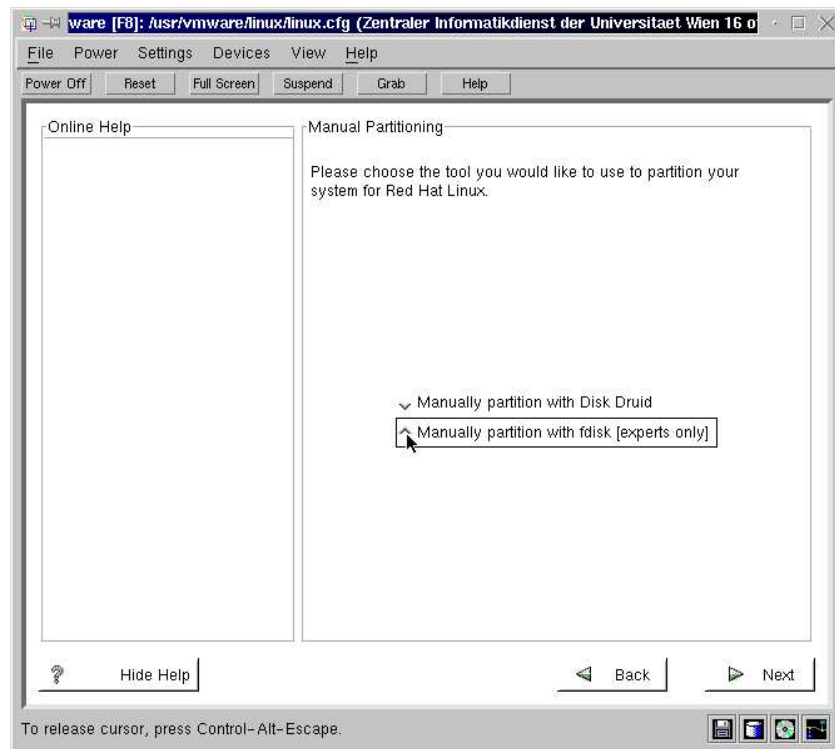 ware [F8]: /usr/vmware/linux/linux.cfg (Zentraler Informatikdienst der Universitaet Wien 16 o
File Power Settings Devices View Help
Power Off Reset Full Screen Suspend Grab Help
Online Help
Manual Partitioning
Please choose the tool you would like to use to partition your
system for Red Hat Linux.
Manually partition with Disk Druid
Manually partition with fdisk [experts only]
Hide Help
Back
Next
To release cursor, press Control-Alt-Escape.